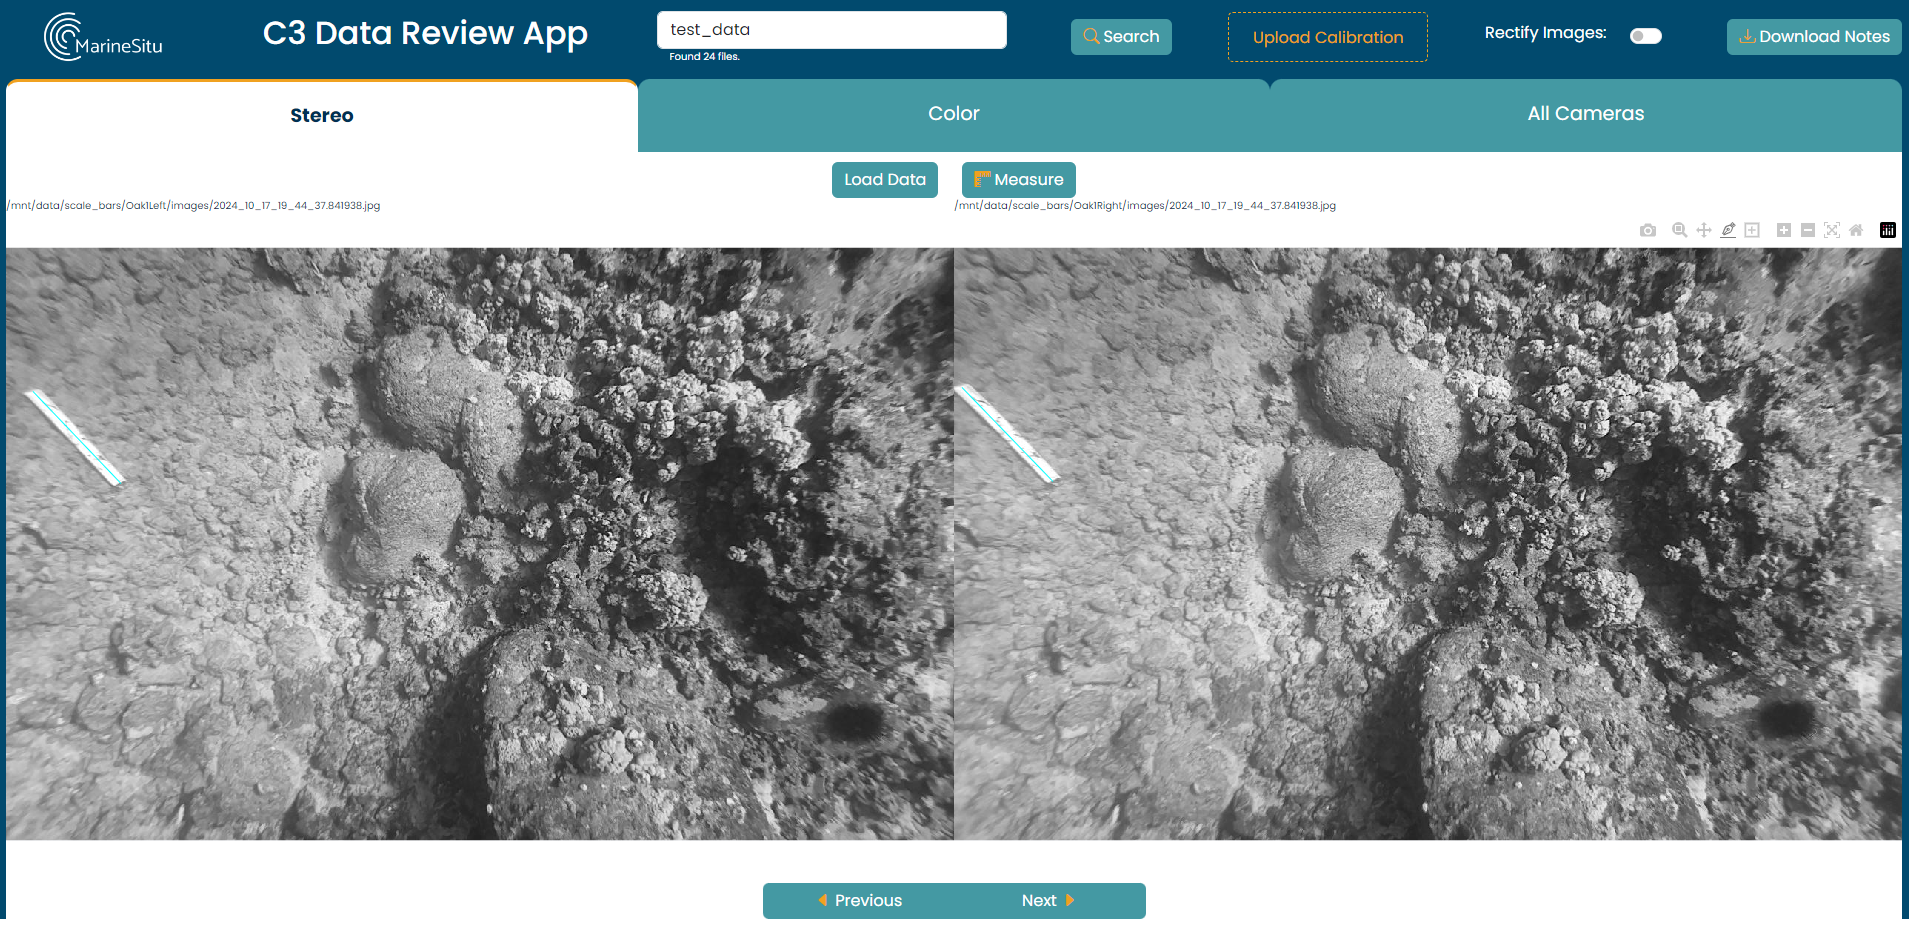 MarineSitu
C3 Data Review App
test_data
Found 24 files.
Search
Upload Calibration
Rectify Images:
Download Notes
Stereo
Color
All Cameras
Load Data
Measure
/mnt/data/scale_bars/Oak1Left/images/2024_10_17_19_44_37.841938.jpg
/mnt/data/scale_bars/Oak1Right/images/2024_10_17_19_44_37.841938.jpg
Previous
Next